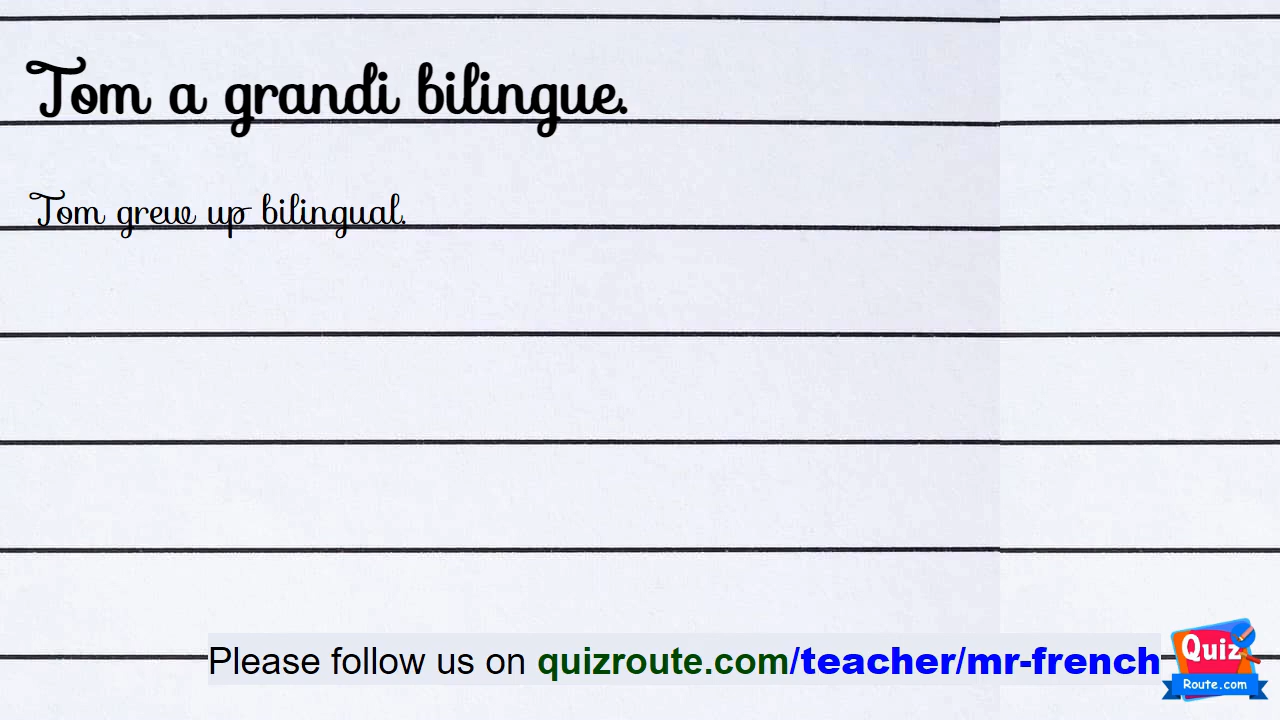 Tom a grandi bilingue.
Tom grew up bilingual.
Please follow us on quizroute.com/teacher/mr-french
Quiz
Route.com